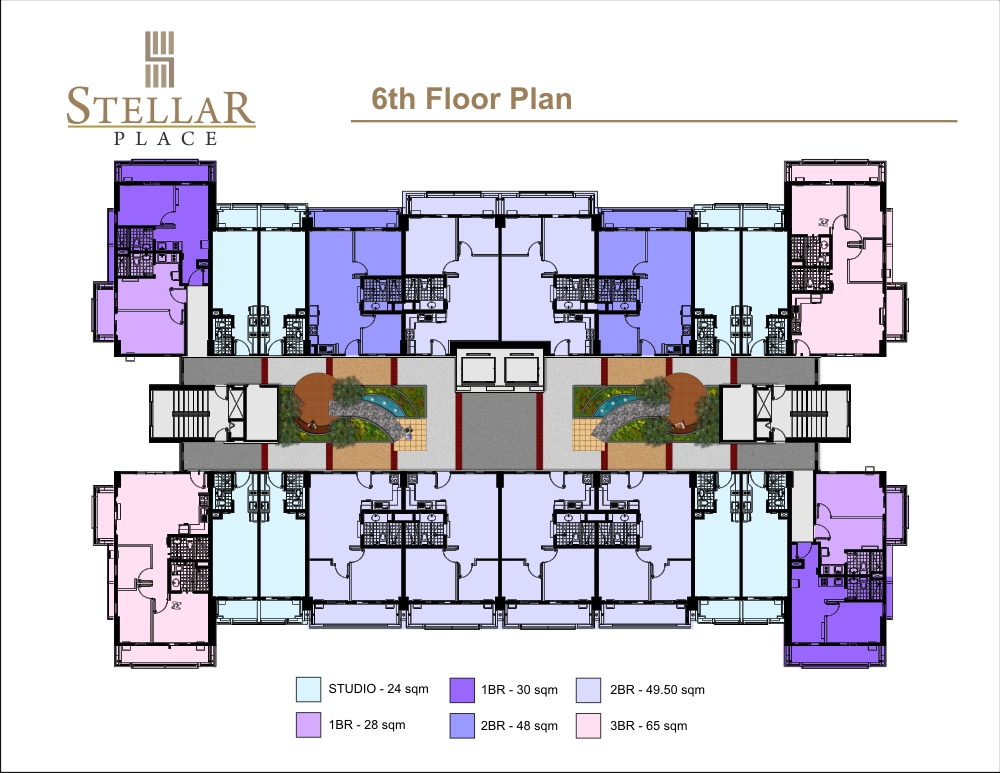 STELLAR
PLACE
6th Floor Plan
STUDIO - 24 sqm
1BR - 30 sqm
2BR - 49.50 sqm
1BR - 28 sqm
2BR - 48 sqm
3BR - 65 sqm